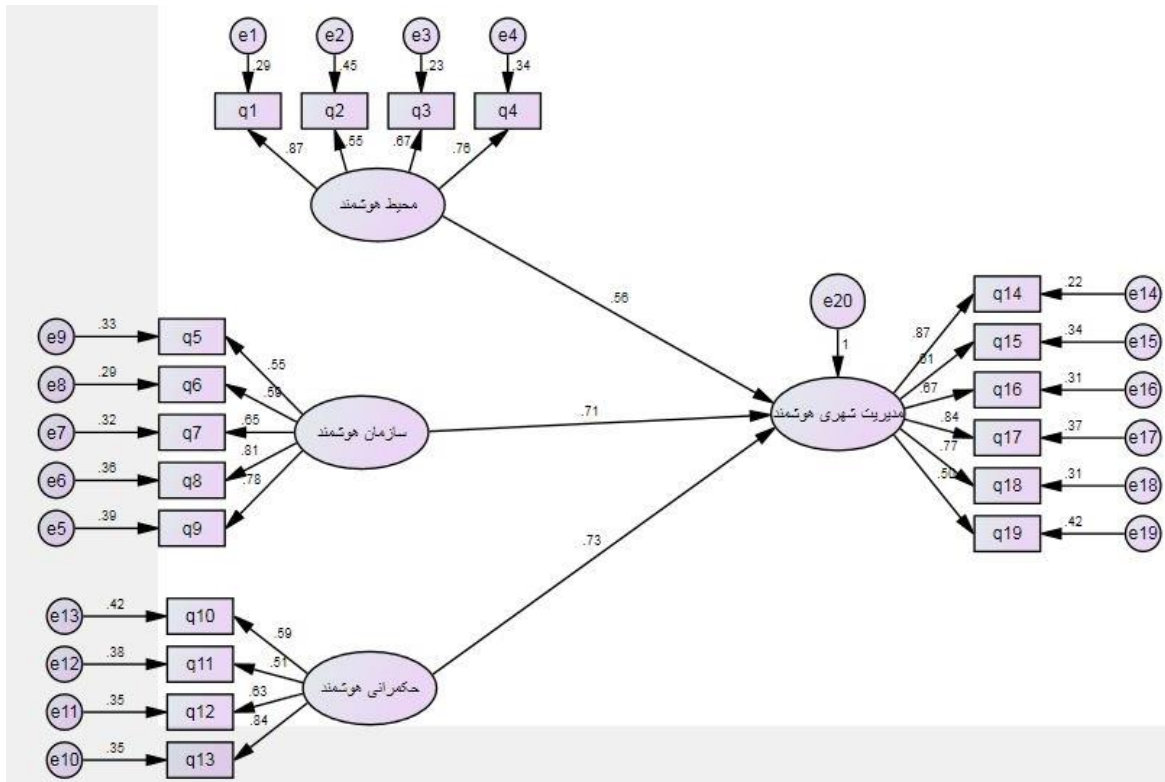 e1
e2
e3
e4
.29
.45
.23
.34
q1
q2
q3
q4
.87
.55
.67
.76
محیط هوشمند
.56
e9
.33
q5
e8
.29
q6
e7
.32
q7
e6
.36
q8
e5
.39
q9
.55
.59
.65
.81
.78
سازمان هوشمند
.71
e13
.42
q10
e12
.38
q11
e11
.35
q12
e10
.35
q13
.59
.51
.63
.84
حکمرانی هوشمند
.73
e20
1
مدیریت شهری هوشمند
.87
.67
.84
.77
.50
q14
.22
e14
q15
.34
e15
q16
.31
e16
q17
.37
e17
q18
.31
e18
q19
.42
e19